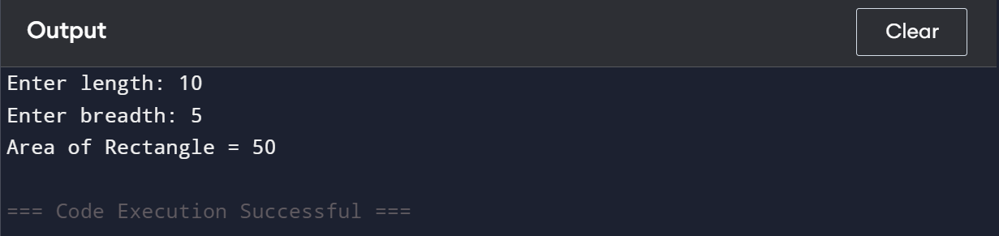 Output
Clear
Enter length: 10
Enter breadth: 5
Area of Rectangle = 50
=== Code Execution Successful ===